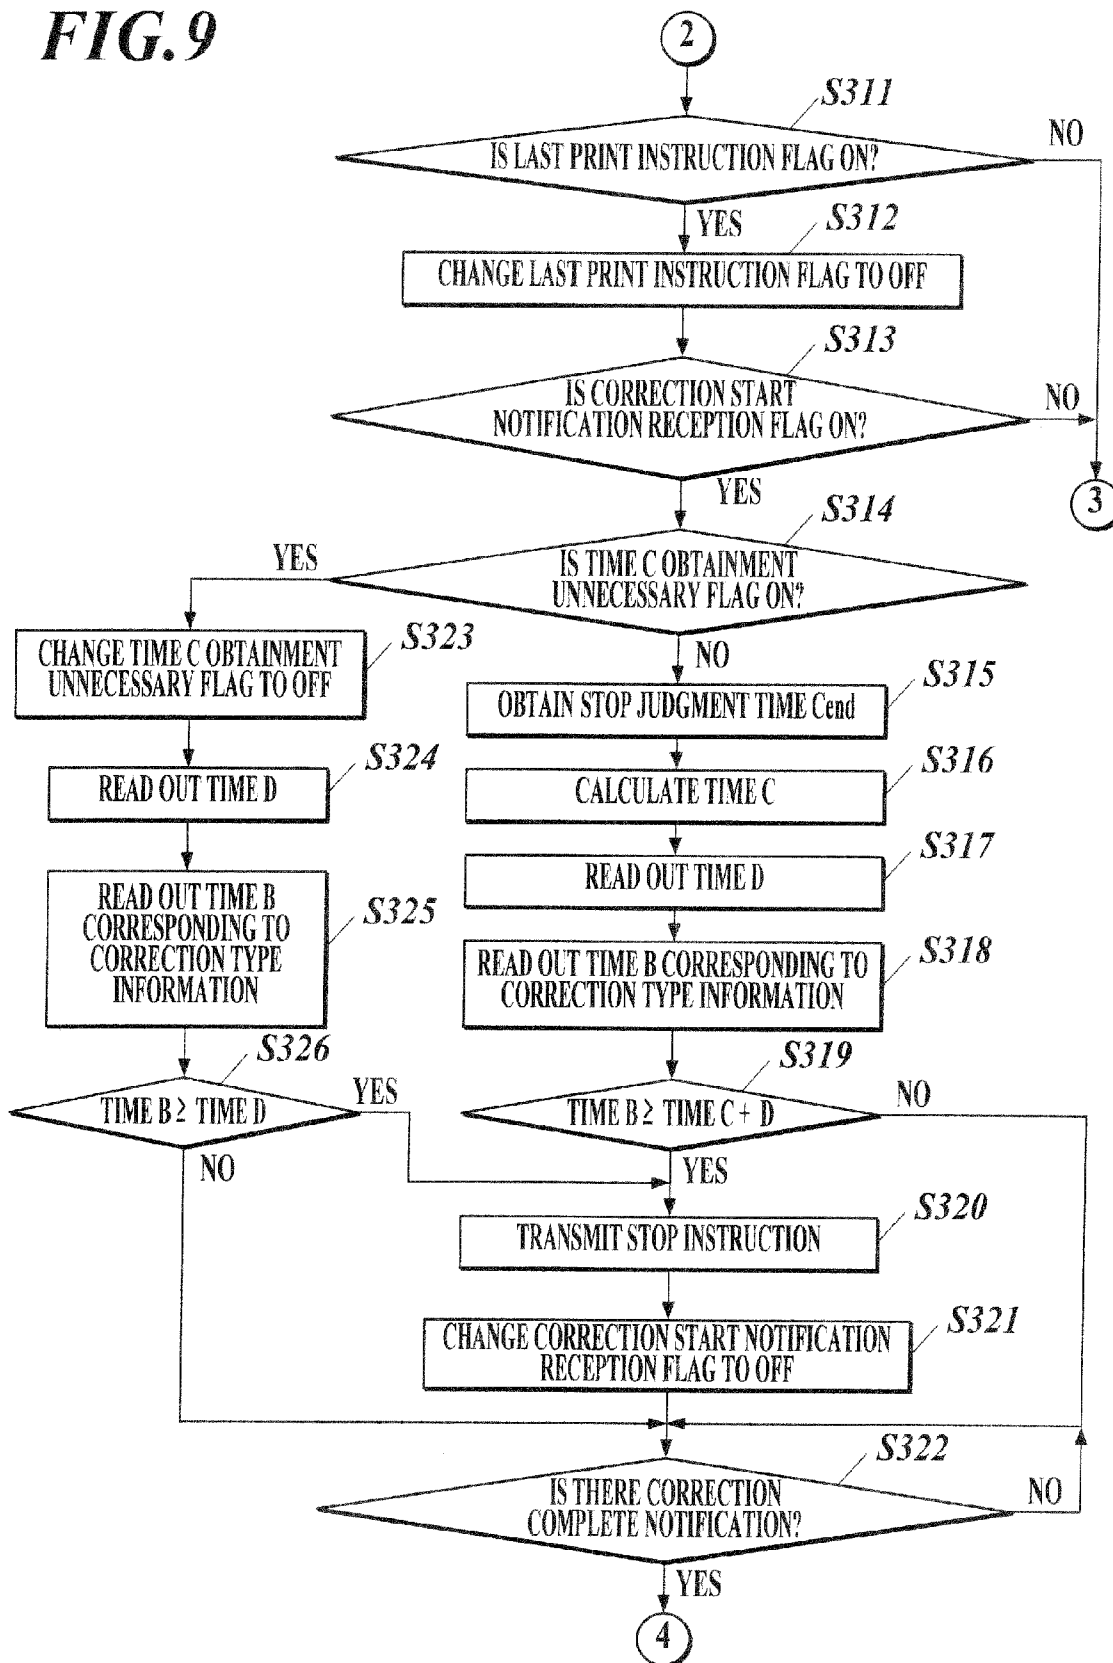 FIG.9
2
S311
IS LAST PRINT INSTRUCTION FLAG ON?
NO
YES
S312
CHANGE LAST PRINT INSTRUCTION FLAG TO OFF
S313
IS CORRECTION START
NOTIFICATION RECEPTION FLAG ON?
NO
YES
3
S314
IS TIME C OBTAINMENT
UNNECESSARY FLAG ON?
YES
NO
S323
CHANGE TIME C OBTAINMENT
UNNECESSARY FLAG TO OFF
S315
OBTAIN STOP JUDGMENT TIME Cend
S324
READ OUT TIME D
S316
CALCULATE TIME C
S317
READ OUT TIME D
S325
READ OUT TIME B
CORRESPONDING TO
CORRECTION TYPE
INFORMATION
S318
READ OUT TIME B CORRESPONDING TO
CORRECTION TYPE INFORMATION
S326
TIME B ≥ TIME D
YES
NO
S319
TIME B ≥ TIME C + D
NO
YES
S320
TRANSMIT STOP INSTRUCTION
S321
CHANGE CORRECTION START NOTIFICATION
RECEPTION FLAG TO OFF
S322
IS THERE CORRECTION
COMPLETE NOTIFICATION?
NO
YES
4